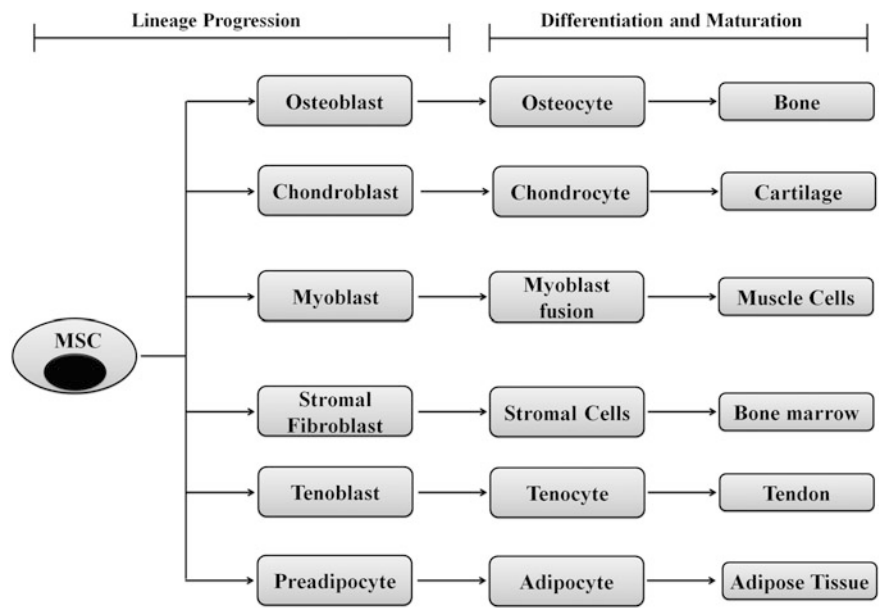 Lineage Progression
Differentiation and Maturation
Osteoblast
Osteocyte
Bone
Chondroblast
Chondrocyte
Cartilage
Myoblast
Myoblast
fusion
Muscle Cells
MSC
Stromal
Fibroblast
Stromal Cells
Bone marrow
Tenoblast
Tenocyte
Tendon
Preadipocyte
Adipocyte
Adipose Tissue